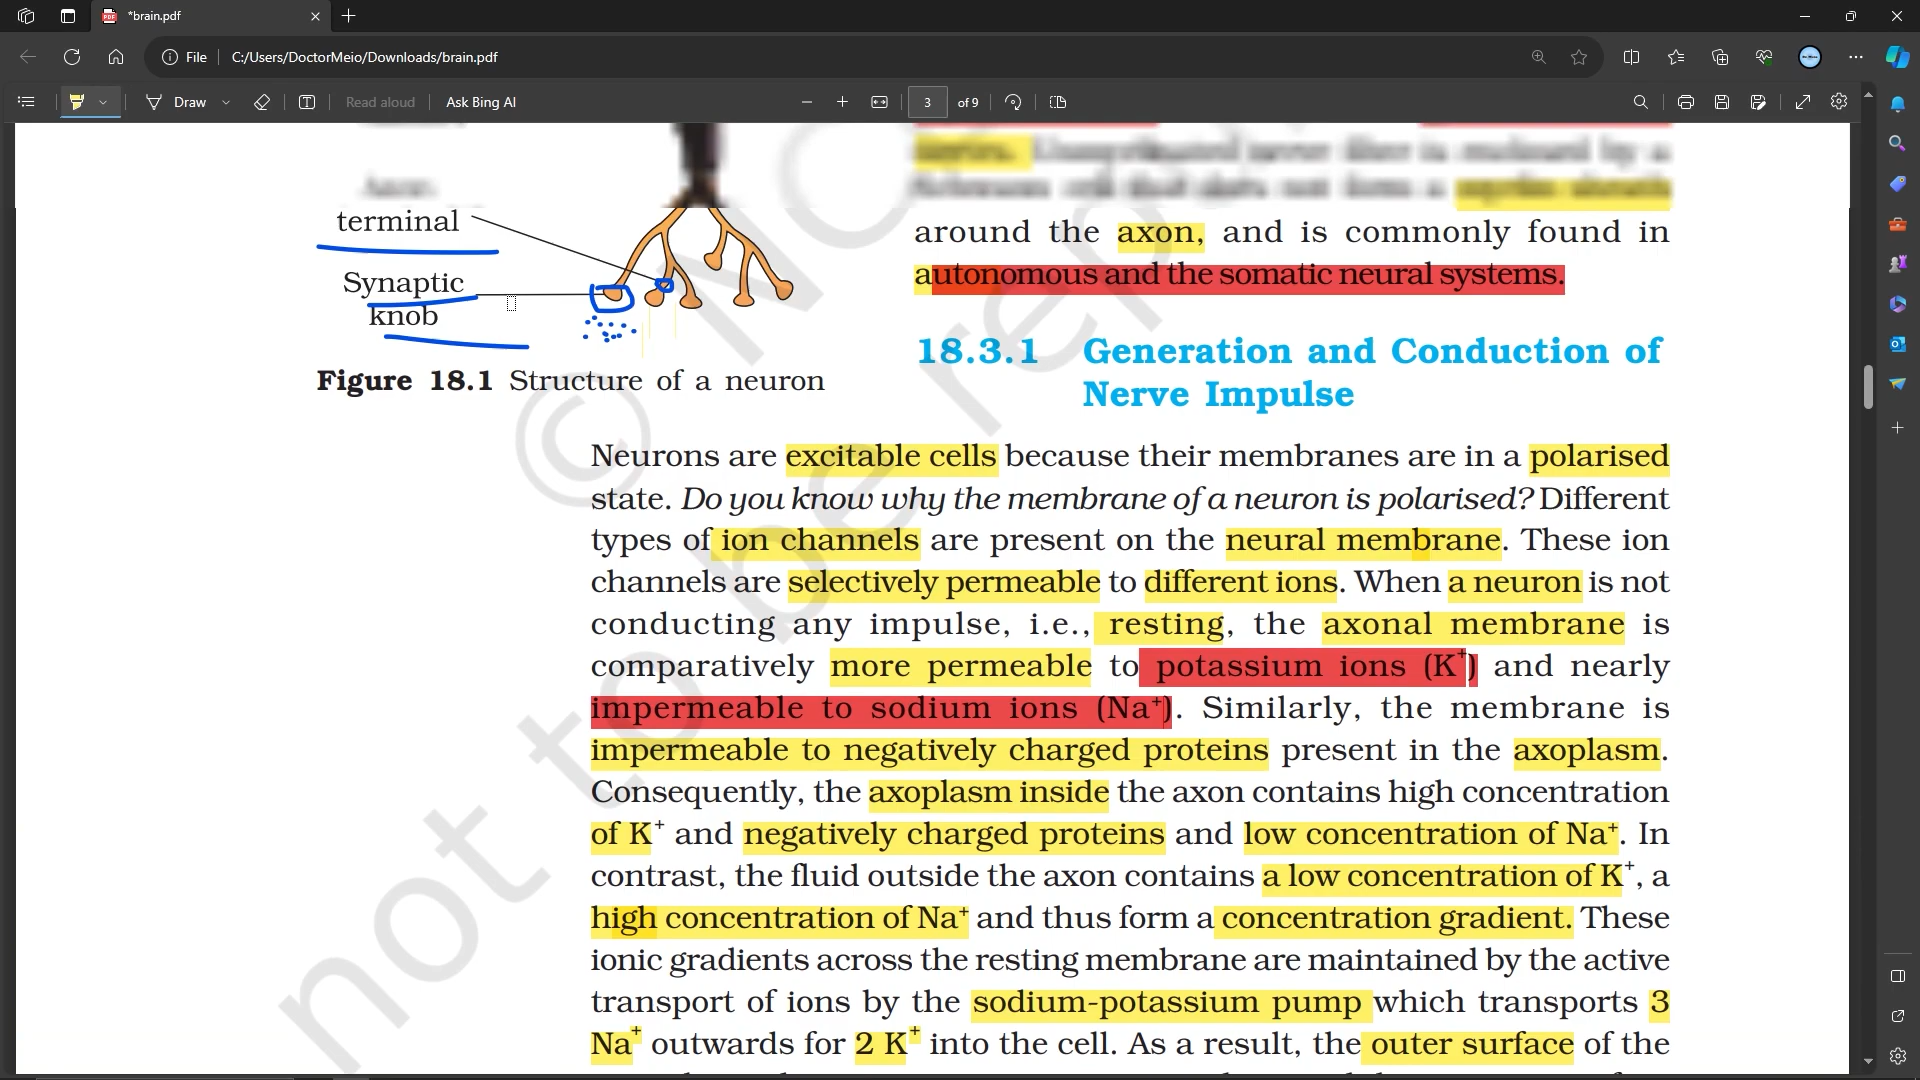 *brain.pdf
File
C:/Users/DoctorMeio/Downloads/brain.pdf
Draw
Read aloud
Ask Bing AI
3 of 9
terminal
Synaptic
knob
Figure 18.1 Structure of a neuron
around the axon, and is commonly found in
autonomous and the somatic neural systems.
18.3.1 Generation and Conduction of
Nerve Impulse
Neurons are excitable cells because their membranes are in a polarised
state. Do you know why the membrane of a neuron is polarised? Different
types of ion channels are present on the neural membrane. These ion
channels are selectively permeable to different ions. When a neuron is not
conducting any impulse, i.e., resting, the axonal membrane is
comparatively more permeable to potassium ions (K⁺) and nearly
impermeable to sodium ions (Na⁺). Similarly, the membrane is
impermeable to negatively charged proteins present in the axoplasm.
Consequently, the axoplasm inside the axon contains high concentration
of K⁺ and negatively charged proteins and low concentration of Na⁺. In
contrast, the fluid outside the axon contains a low concentration of K⁺, a
high concentration of Na⁺ and thus form a concentration gradient. These
ionic gradients across the resting membrane are maintained by the active
transport of ions by the sodium-potassium pump which transports 3
Na⁺ outwards for 2 K⁺ into the cell. As a result, the outer surface of the
not to be rep
© NC